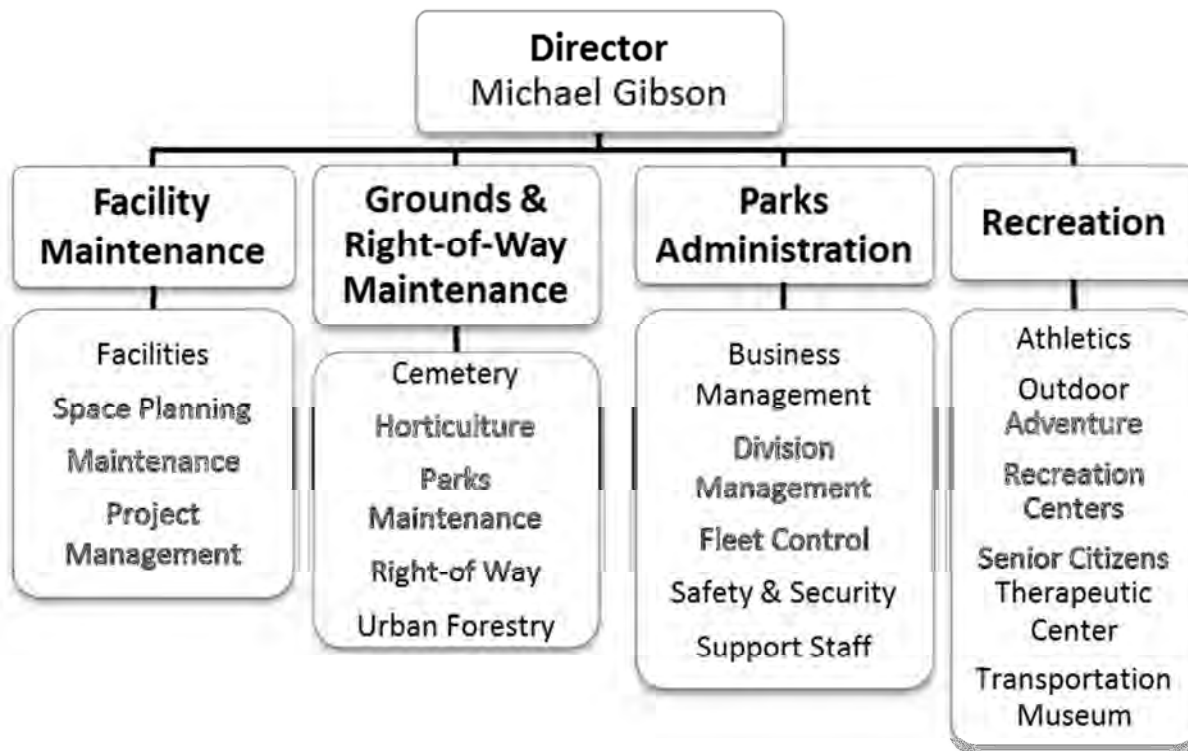 Director
Michael Gibson
Facility
Maintenance
Facilities
Space Planning
Maintenance
Project
Management
Grounds &
Right-of-Way
Maintenance
Cemetery
Horticulture
Parks
Maintenance
Right-of Way
Urban Forestry
Parks
Administration
Business
Management
Division
Management
Fleet Control
Safety & Security
Support Staff
Recreation
Athletics
Outdoor
Adventure
Recreation
Centers
Senior Citizens
Therapeutic
Center
Transportation
Museum